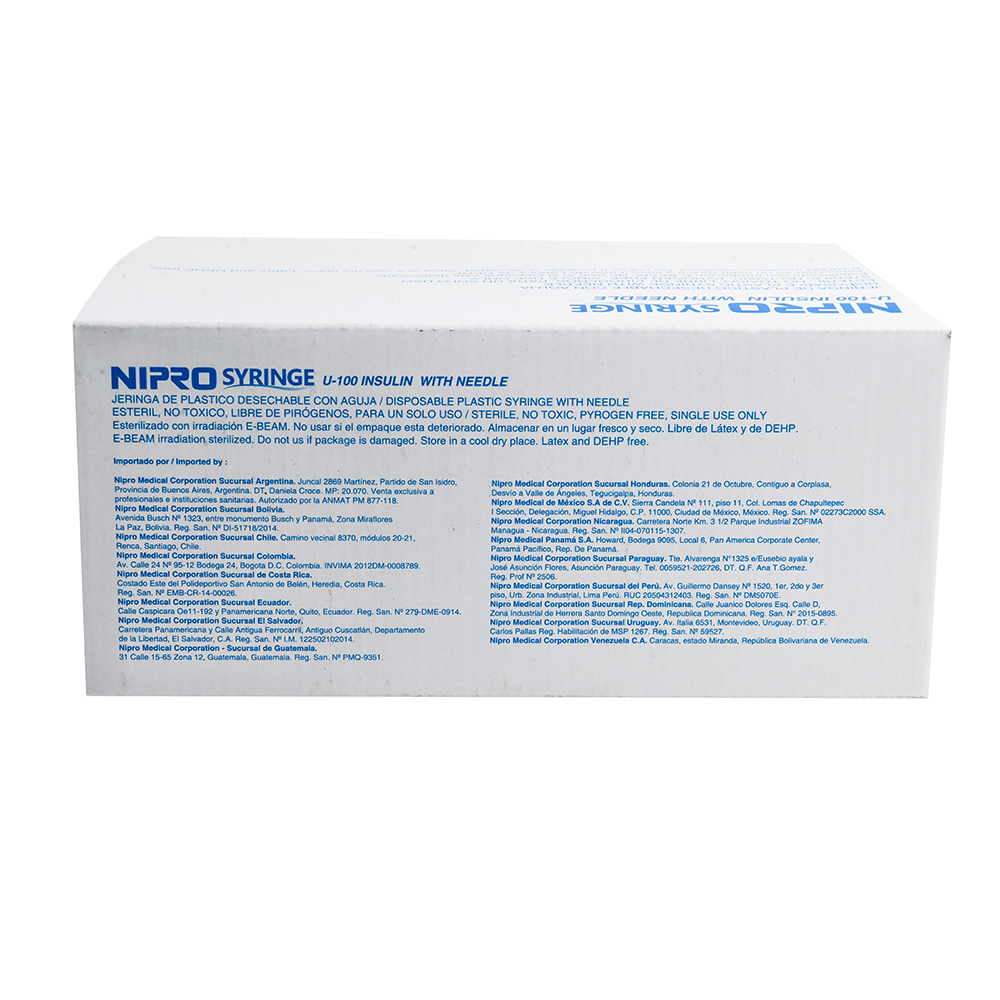 U-100 INSULIN WITH NEEDLE
NIPRO SYRINGE
NIPRO SYRINGE U-100 INSULIN WITH NEEDLE
JERINGA DE PLASTICO DESECHABLE CON AGUJA / DISPOSABLE PLASTIC SYRINGE WITH NEEDLE
ESTERIL, NO TOXICO, LIBRE DE PIRÓGENOS, PARA UN SOLO USO / STERILE, NO TOXIC, PYROGEN FREE, SINGLE USE ONLY
Esterilizado con irradiación E-BEAM. No usar si el empaque esta deteriorado. Almacenar en un lugar fresco y seco. Libre de Látex y de DEHP.
E-BEAM irradiation sterilized. Do not us if package is damaged. Store in a cool dry place. Latex and DEHP free.
Importado por / Imported by :
Nipro Medical Corporation Sucursal Argentina. Juncal 2869 Martínez, Partido de San Isidro,
Provincia de Buenos Aires, Argentina. DT, Daniela Croce. MP: 20.070. Venta exclusiva a
profesionales e instituciones sanitarias. Autorizado por la ANMAT PM 877-118.
Nipro Medical Corporation Sucursal Bolivia.
Avenida Busch Nº 1323, entre monumento Busch y Panamá, Zona Miraflores
La Paz, Bolivia. Reg. San. Nº DI-51718/2014.
Nipro Medical Corporation Sucursal Chile. Camino vecinal 8370, módulos 20-21,
Renca, Santiago, Chile.
Nipro Medical Corporation Sucursal Colombia.
Av. Calle 24 Nº 95-12 Bodega 24, Bogota D.C. Colombia. INVIMA 2012DM-0008789.
Nipro Medical Corporation Sucursal de Costa Rica.
Costado Este del Polideportivo San Antonio de Belén, Heredia, Costa Rica.
Reg. San. Nº EMB-CR-14-00026.
Nipro Medical Corporation Sucursal Ecuador.
Calle Caspicara Oe11-192 y Panamericana Norte, Quito, Ecuador. Reg. San. Nº 279-DME-0914.
Nipro Medical Corporation Sucursal El Salvador.
Carretera Panamericana y Calle Antigua Ferrocarril, Antiguo Cuscatlán, Departamento
de la Libertad, El Salvador, C.A. Reg. San. Nº I.M. 122502102014.
Nipro Medical Corporation - Sucursal de Guatemala.
31 Calle 15-65 Zona 12, Guatemala, Guatemala. Reg. San. Nº PMQ-9351.
Nipro Medical Corporation Sucursal Honduras. Colonia 21 de Octubre, Contiguo a Corplasa,
Desvio a Valle de Ángeles, Tegucigalpa, Honduras.
Nipro Medical de México S.A de C.V. Sierra Candela Nº 111, piso 11, Col. Lomas de Chapultepec
I Sección, Delegación, Miguel Hidalgo, C.P. 11000, Ciudad de México, México. Reg. San. Nº 02273C2000 SSA.
Nipro Medical Corporation Nicaragua. Carretera Norte Km. 3 1/2 Parque Industrial ZOFIMA
Managua - Nicaragua. Reg. San. Nº II04-070115-1307.
Nipro Medical Panamá S.A. Howard, Bodega 9095, Local 6, Pan America Corporate Center,
Panamá Pacífico, Rep. De Panamá.
Nipro Medical Corporation Sucursal Paraguay. Tte. Alvarenga N°1325 e/Eusebio ayala y
José Asunción Flores, Asunción Paraguay. Tel. 0059521-202726, DT. Q.F. Ana T.Gomez.
Reg. Prof Nº 2506.
Nipro Medical Corporation Sucursal del Perú. Av. Guillermo Dansey Nº 1520, 1er, 2do y 3er
piso, Urb. Zona Industrial, Lima Perú. RUC 20504312403. Reg. San. Nº DM5070E.
Nipro Medical Corporation Sucursal Rep. Dominicana. Calle Juanico Dolores Esq. Calle D,
Zona Industrial de Herrera Santo Domingo Oeste, Republica Dominicana. Reg. San. N° 2015-0895.
Nipro Medical Corporation Sucursal Uruguay. Av. Italia 6531, Montevideo, Uruguay. DT. Q.F.
Carlos Pallas Reg. Habilitación de MSP 1267. Reg. San. Nº 59527.
Nipro Medical Corporation Venezuela C.A. Caracas, estado Miranda, República Bolivariana de Venezuela.